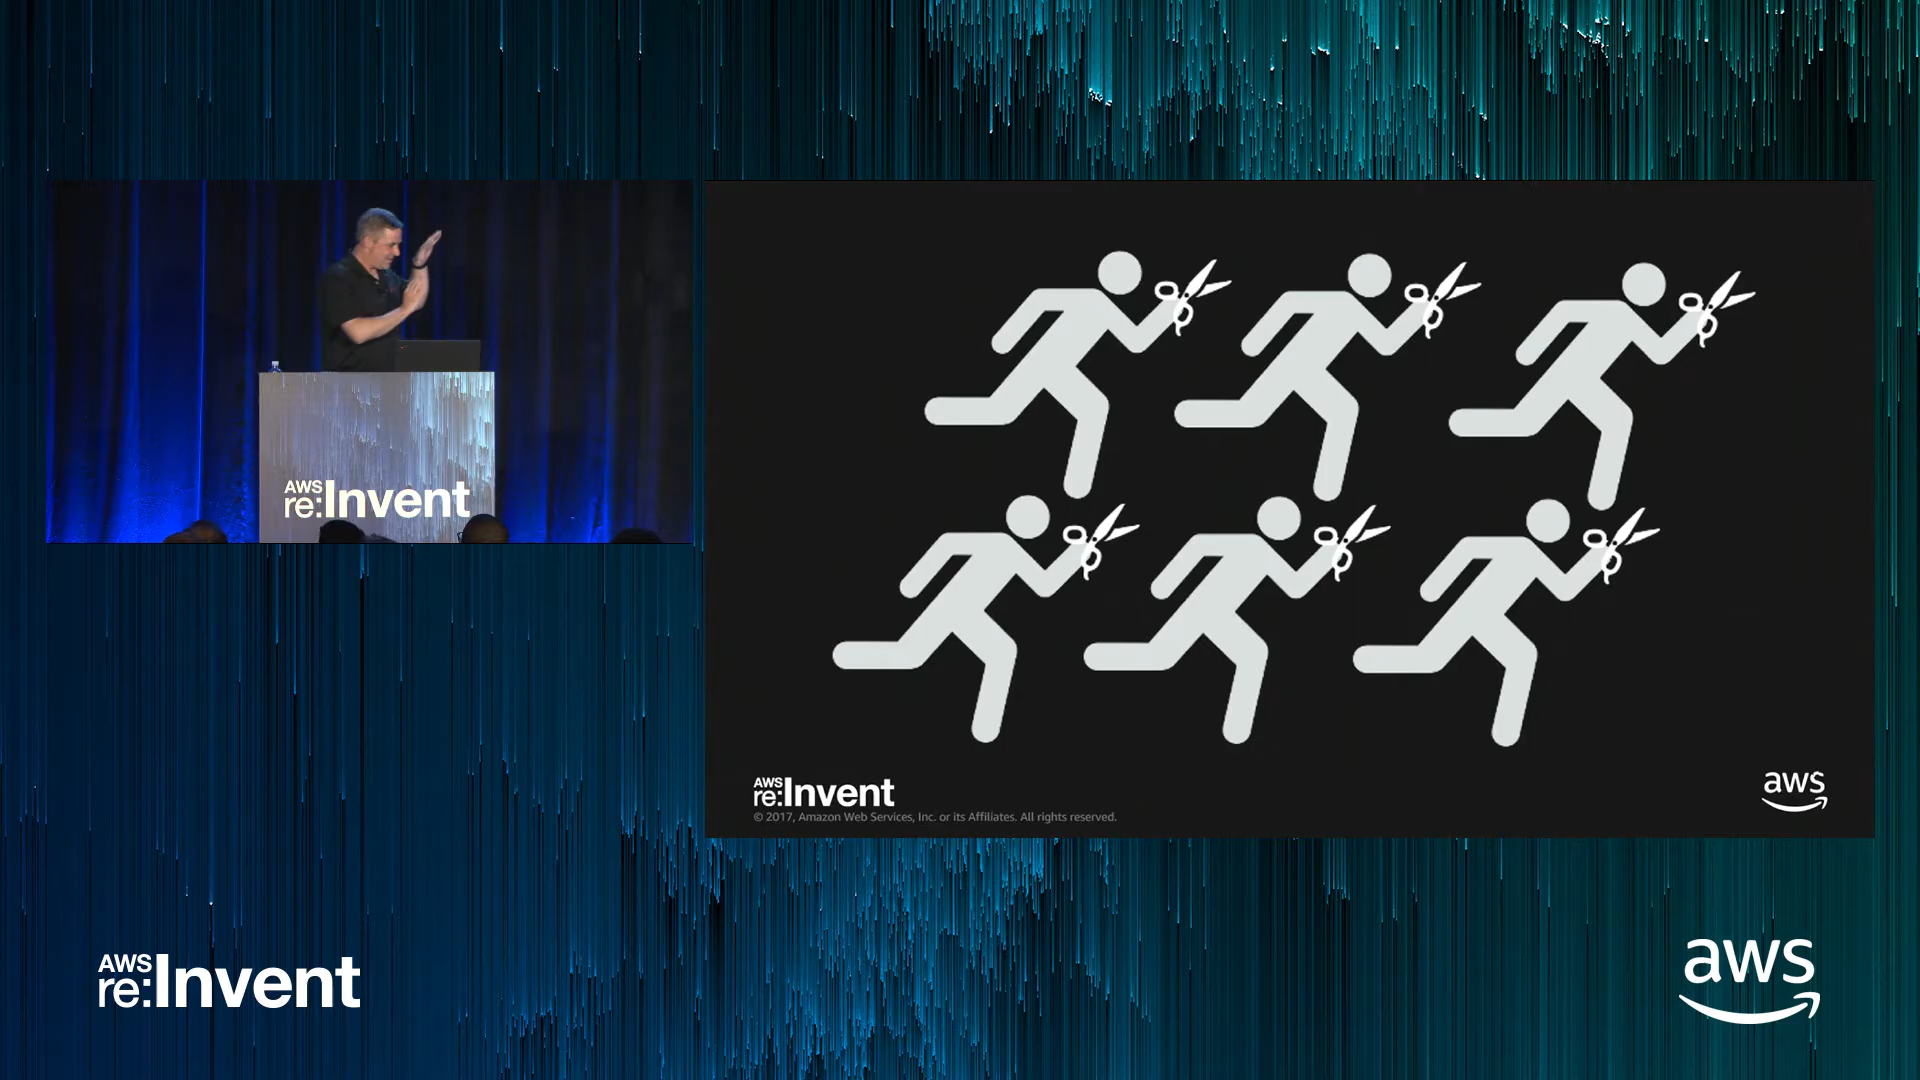 AWS
re:Invent
AWS
re:Invent
© 2017, Amazon Web Services, Inc. or its Affiliates. All rights reserved.
aws
AWS
re:Invent
aws